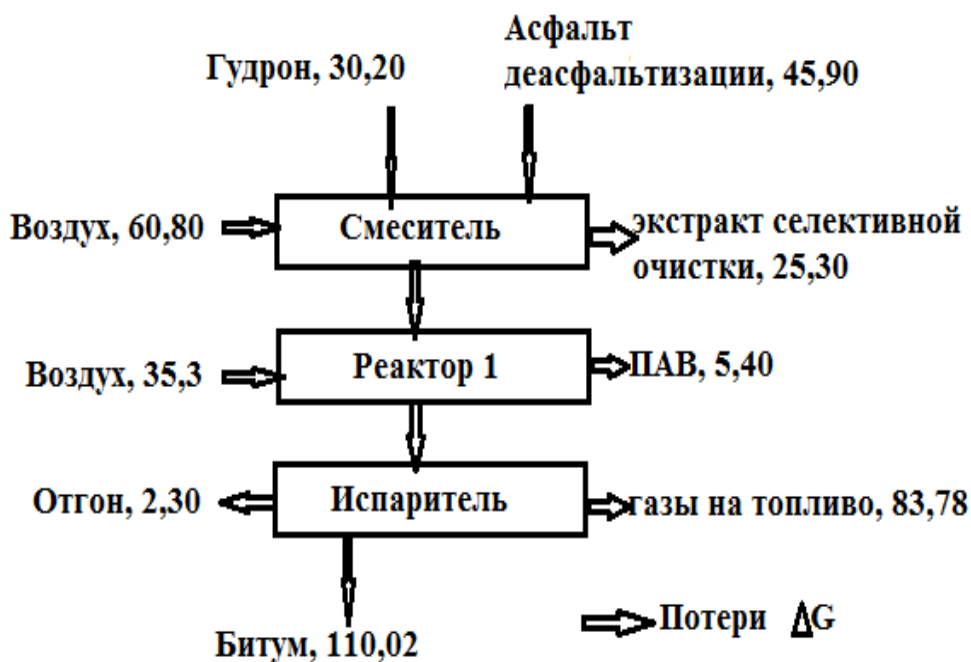 Гудрон, 30,20
Асфальт
деасфальтизации, 45,90
Воздух, 60,80
Смеситель
экстракт селективной
очистки, 25,30
Воздух, 35,3
Реактор 1
ПАВ, 5,40
Отгон, 2,30
Испаритель
газы на топливо, 83,78
Битум, 110,02
Потери ΔG